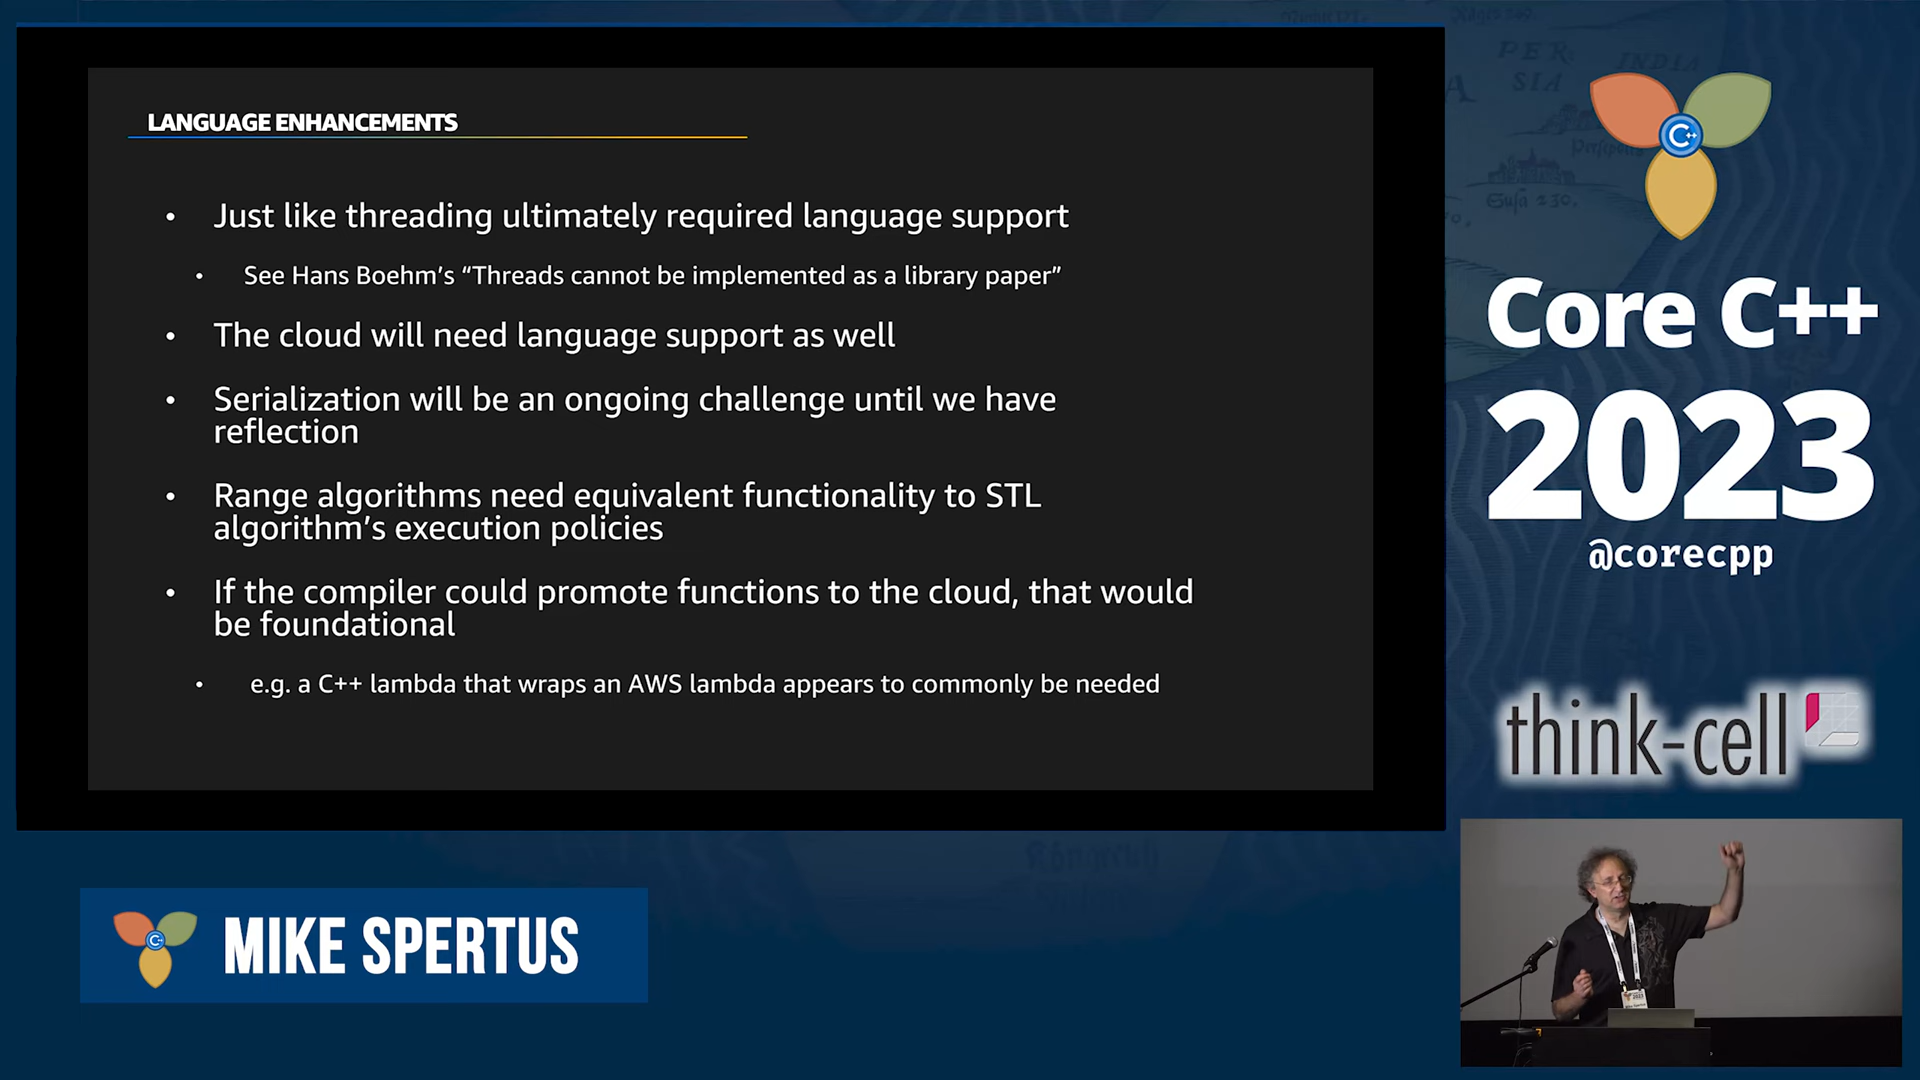 LANGUAGE ENHANCEMENTS
• Just like threading ultimately required language support
• See Hans Boehm's “Threads cannot be implemented as a library paper”
• The cloud will need language support as well
• Serialization will be an ongoing challenge until we have
reflection
• Range algorithms need equivalent functionality to STL
algorithm's execution policies
• If the compiler could promote functions to the cloud, that would
be foundational
• e.g. a C++ lambda that wraps an AWS lambda appears to commonly be needed
PER
SIA
INDIA
C++
Core C++
2023
@corecpp
think-cell
C++
MIKE SPERTUS